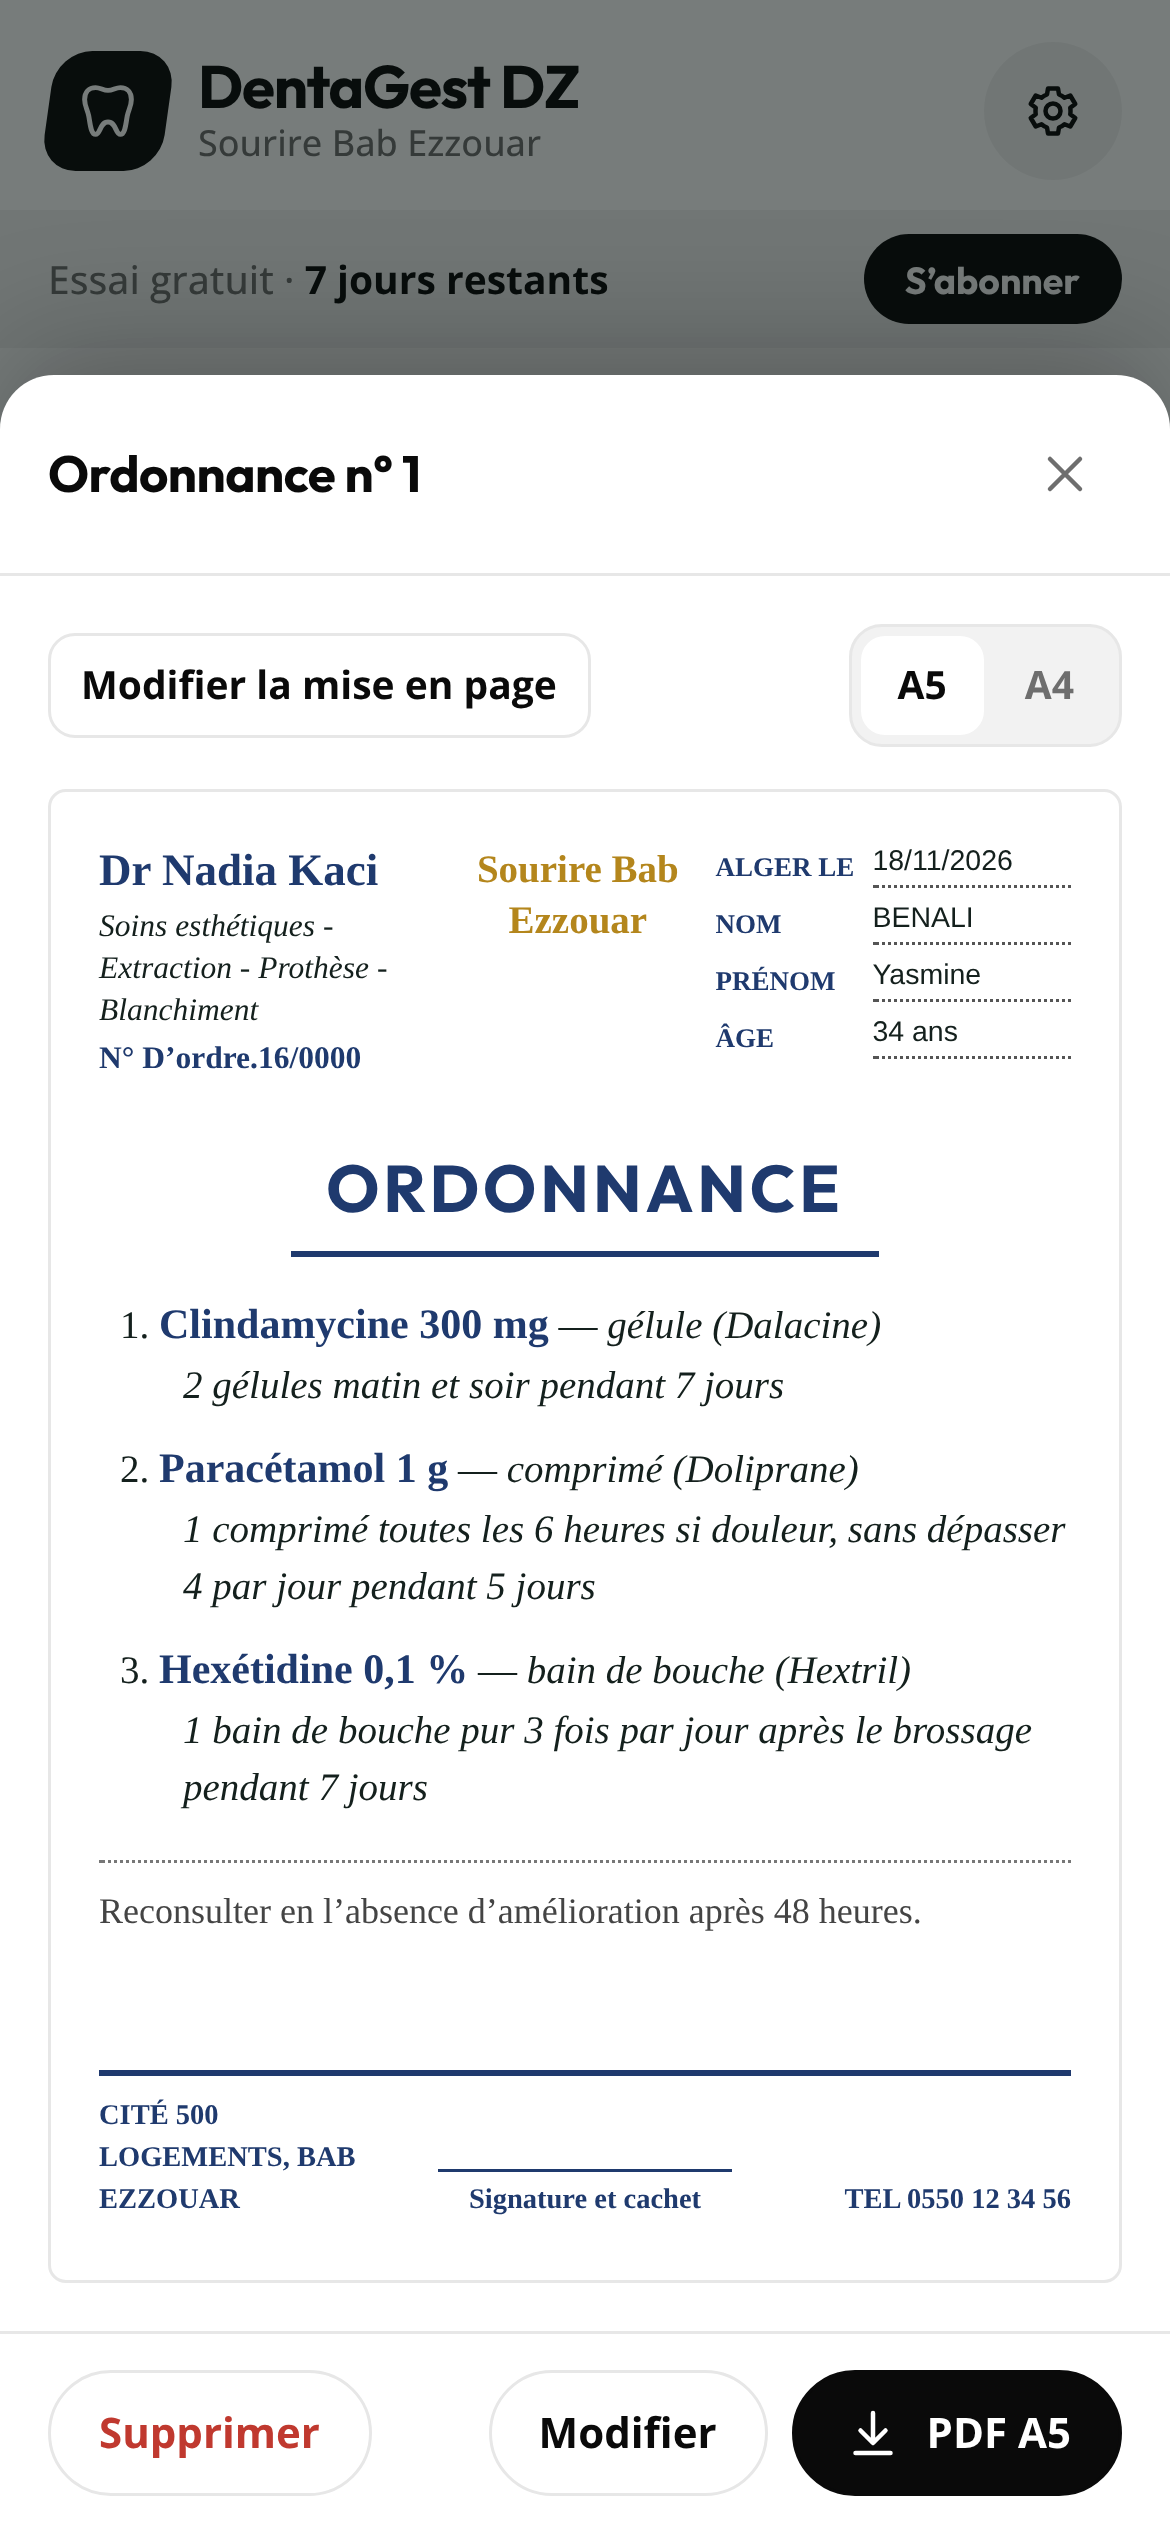 DentaGest DZ
Sourire Bab Ezzouar
Essai gratuit · 7 jours restants
S’abonner
Ordonnance n° 1
Modifier la mise en page
A5
A4
Dr Nadia Kaci
Soins esthétiques -
Extraction - Prothèse -
Blanchiment
N° D’ordre.16/0000
Sourire Bab
Ezzouar
ALGER LE 18/11/2026
NOM BENALI
PRÉNOM Yasmine
ÂGE 34 ans
ORDONNANCE
1. Clindamycine 300 mg — gélule (Dalacine)
2 gélules matin et soir pendant 7 jours
2. Paracétamol 1 g — comprimé (Doliprane)
1 comprimé toutes les 6 heures si douleur, sans dépasser
4 par jour pendant 5 jours
3. Hexétidine 0,1 % — bain de bouche (Hextril)
1 bain de bouche pur 3 fois par jour après le brossage
pendant 7 jours
Reconsulter en l’absence d’amélioration après 48 heures.
CITÉ 500
LOGEMENTS, BAB
EZZOUAR
Signature et cachet
TEL 0550 12 34 56
Supprimer
Modifier
PDF A5